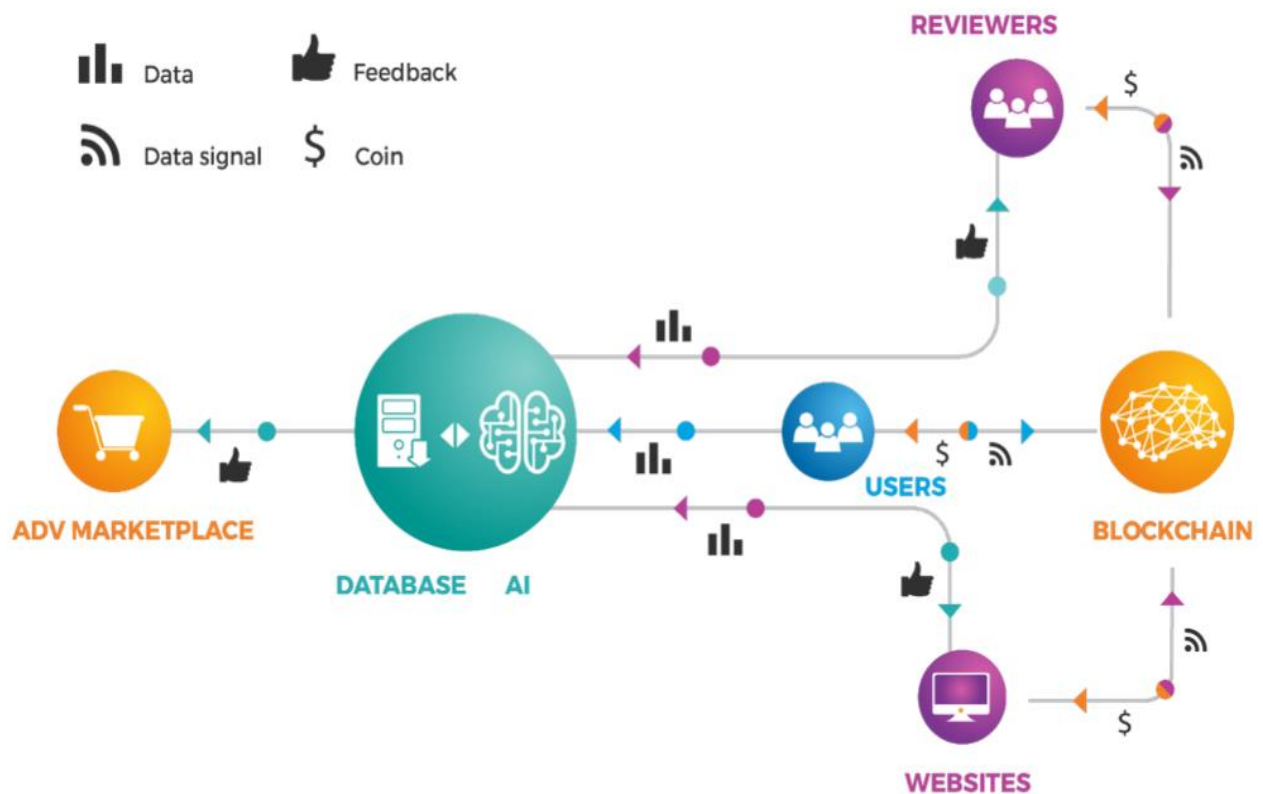 REVIEWERS
Data
Feedback
$
Data signal
$
Coin
$
USERS
ADV MARKETPLACE
BLOCKCHAIN
DATABASE AI
$
WEBSITES